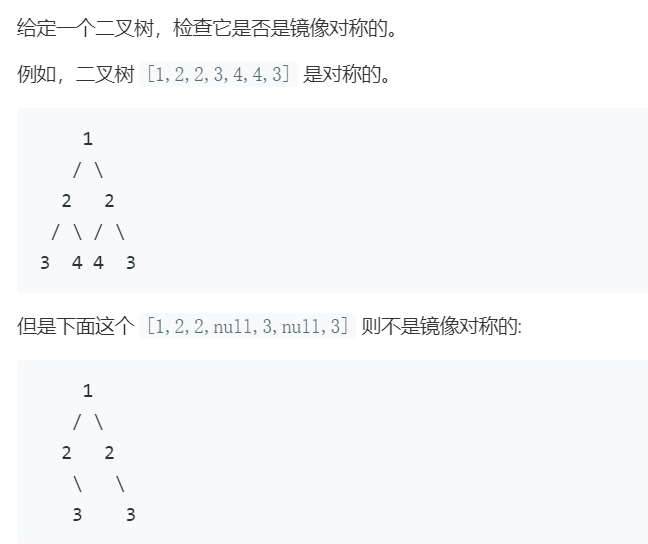 给定一个二叉树，检查它是否是镜像对称的。
例如，二叉树 [1,2,2,3,4,4,3] 是对称的。
    1
   / \
  2   2
 / \ / \
3  4 4  3
但是下面这个 [1,2,2,null,3,null,3] 则不是镜像对称的:
    1
   / \
  2   2
   \   \
   3    3